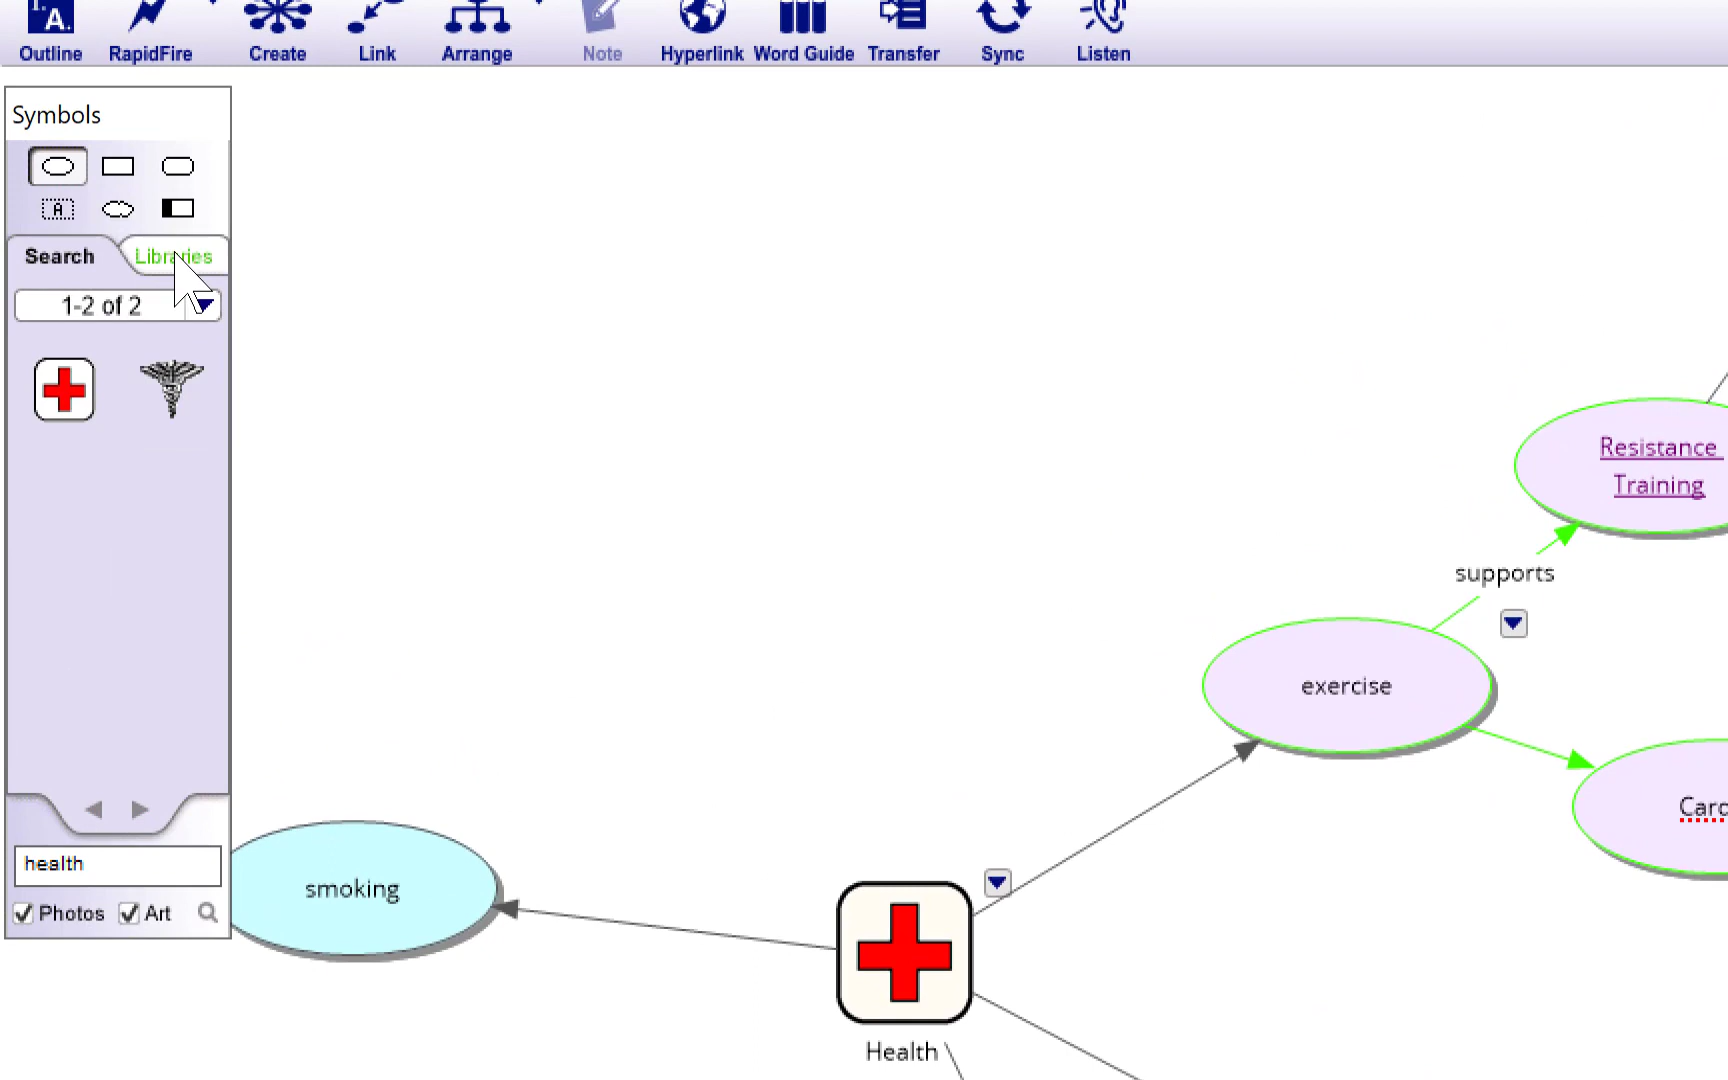 Outline RapidFire Create Link Arrange Note Hyperlink Word Guide Transfer Sync Listen
Symbols
A
Search Libraries
1-2 of 2
health
Photos Art
Resistance
Training
supports
exercise
smoking
Health